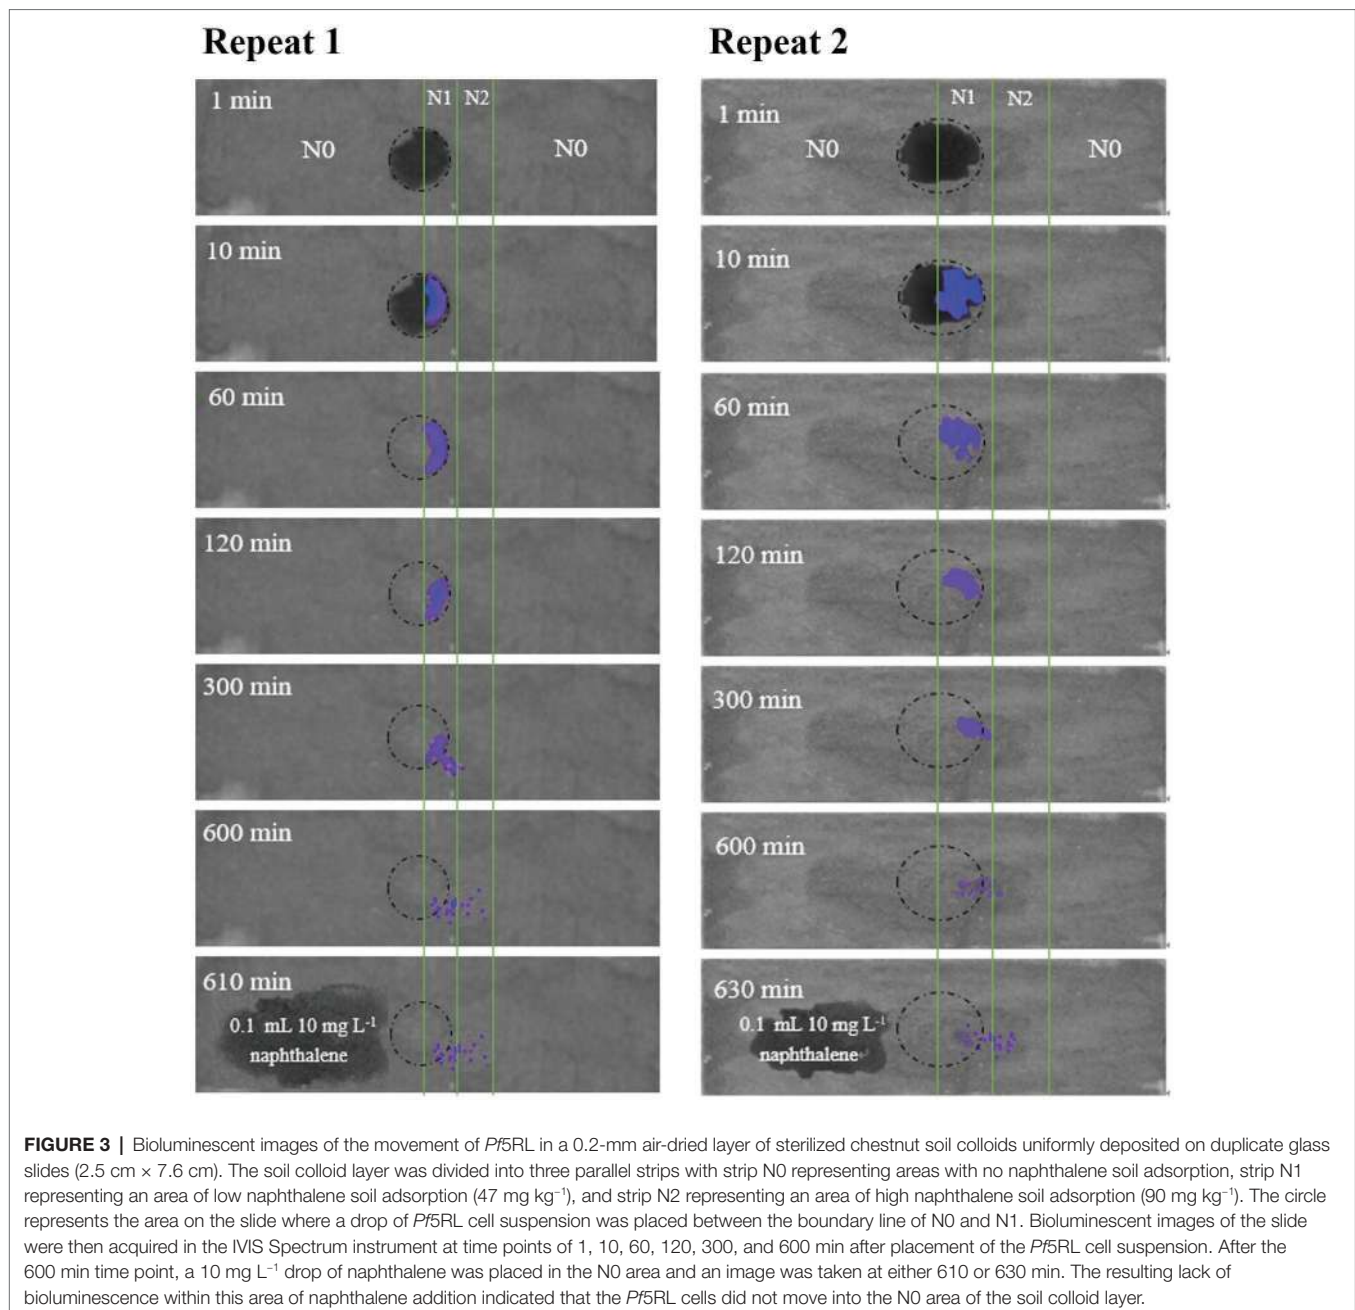 Repeat 1
1 min
N1 N2
N0
N0
10 min
60 min
120 min
300 min
600 min
610 min
0.1 mL 10 mg L⁻¹
naphthalene
Repeat 2
1 min
N1
N2
N0
N0
10 min
60 min
120 min
300 min
600 min
630 min
0.1 mL 10 mg L⁻¹
naphthalene
FIGURE 3 | Bioluminescent images of the movement of Pf5RL in a 0.2-mm air-dried layer of sterilized chestnut soil colloids uniformly deposited on duplicate glass
slides (2.5 cm × 7.6 cm). The soil colloid layer was divided into three parallel strips with strip N0 representing areas with no naphthalene soil adsorption, strip N1
representing an area of low naphthalene soil adsorption (47 mg kg⁻¹), and strip N2 representing an area of high naphthalene soil adsorption (90 mg kg⁻¹). The circle
represents the area on the slide where a drop of Pf5RL cell suspension was placed between the boundary line of N0 and N1. Bioluminescent images of the slide
were then acquired in the IVIS Spectrum instrument at time points of 1, 10, 60, 120, 300, and 600 min after placement of the Pf5RL cell suspension. After the
600 min time point, a 10 mg L⁻¹ drop of naphthalene was placed in the N0 area and an image was taken at either 610 or 630 min. The resulting lack of
bioluminescence within this area of naphthalene addition indicated that the Pf5RL cells did not move into the N0 area of the soil colloid layer.